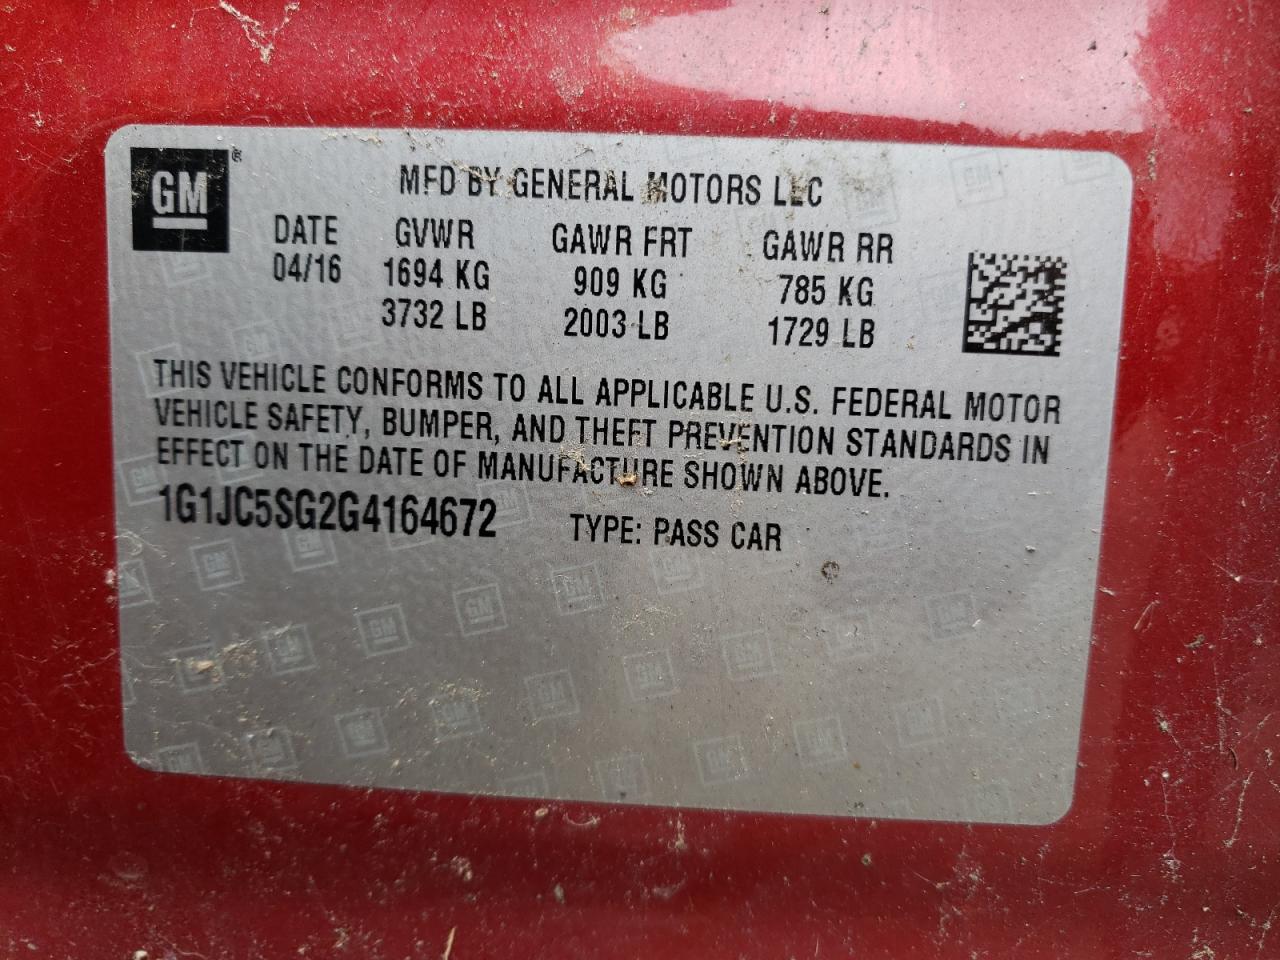 GM ®
MFD BY GENERAL MOTORS LLC
DATE GVWR GAWR FRT GAWR RR
04/16 1694 KG 909 KG 785 KG
3732 LB 2003 LB 1729 LB
THIS VEHICLE CONFORMS TO ALL APPLICABLE U.S. FEDERAL MOTOR
VEHICLE SAFETY, BUMPER, AND THEFT PREVENTION STANDARDS IN
EFFECT ON THE DATE OF MANUFACTURE SHOWN ABOVE.
1G1JC5SG2G4164672 TYPE: PASS CAR